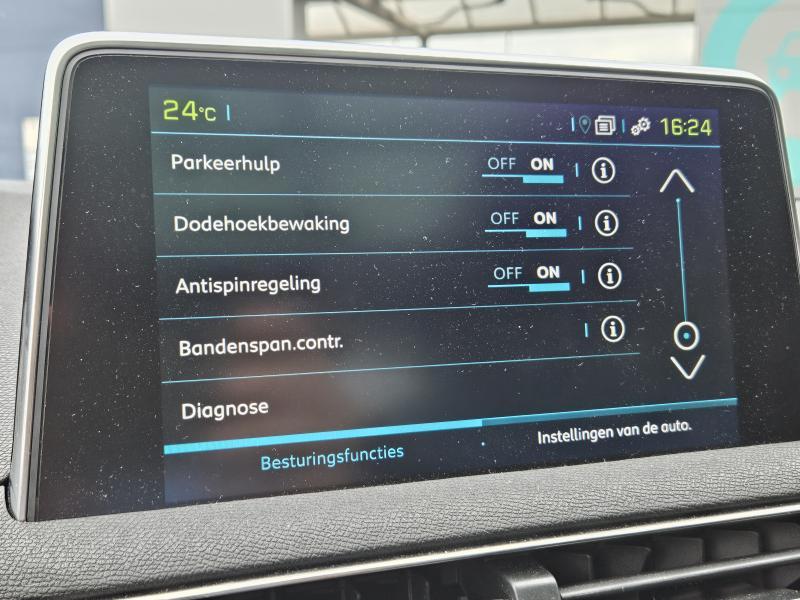 24°C 16:24
Parkeerhulp OFF ON
Dodehoekbewaking OFF ON
Antispinregeling OFF ON
Bandenspan.contr.
Diagnose
Besturingsfuncties Instellingen van de auto.